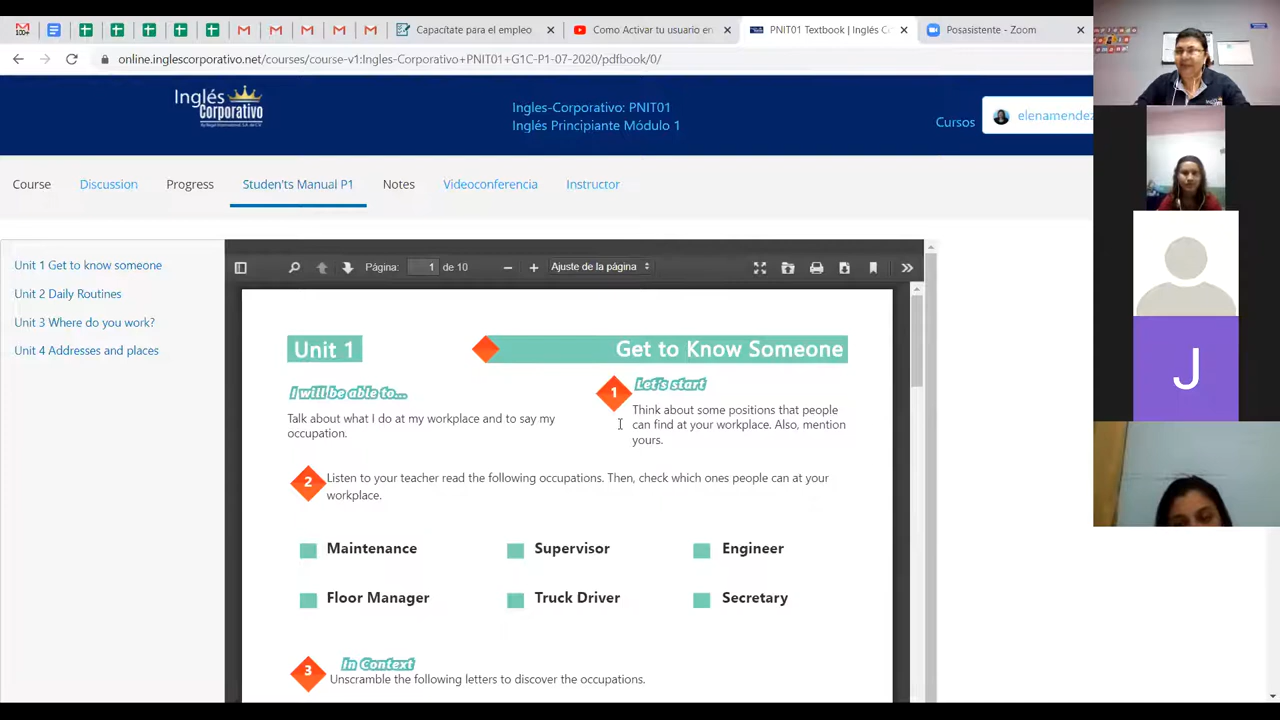 100+
Capacítate para el empleo
Como Activar tu usuario en
PNIT01 Textbook | Inglés C
Posasistente - Zoom
online.inglescorporativo.net/courses/course-v1:Ingles-Corporativo+PNIT01+G1C-P1-07-2020/pdfbook/0/
Inglés
Corporativo
Ingles-Corporativo: PNIT01
Inglés Principiante Módulo 1
Cursos
elenamendez
Course
Discussion
Progress
Studen'ts Manual P1
Notes
Videoconferencia
Instructor
Unit 1 Get to know someone
Unit 2 Daily Routines
Unit 3 Where do you work?
Unit 4 Addresses and places
Página: 1 de 10
Ajuste de la página
Unit 1
Get to Know Someone
I will be able to...
Talk about what I do at my workplace and to say my
occupation.
1
Let's start
Think about some positions that people
can find at your workplace. Also, mention
yours.
2
Listen to your teacher read the following occupations. Then, check which ones people can at your
workplace.
Maintenance
Supervisor
Engineer
Floor Manager
Truck Driver
Secretary
3
In Context
Unscramble the following letters to discover the occupations.
J